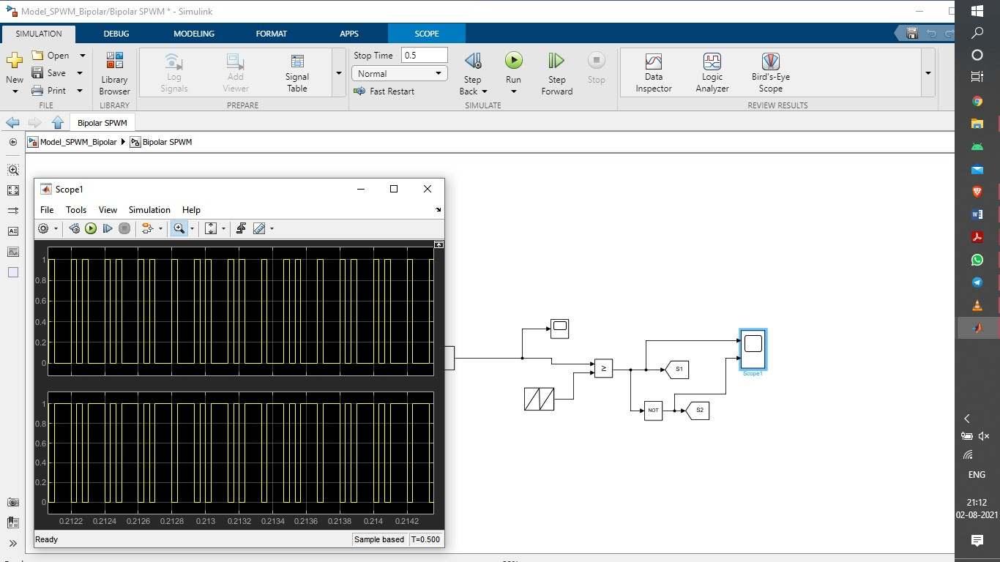 Model_SPWM_Bipolar/Bipolar SPWM * - Simulink
SIMULATION DEBUG MODELING FORMAT APPS SCOPE
New Open Save Print
FILE
Library Browser
LIBRARY
Log Signals Add Viewer Signal Table
PREPARE
Stop Time 0.5
Normal
Fast Restart
Step Back Run Step Forward Stop
SIMULATE
Data Inspector Logic Analyzer Bird's-Eye Scope
REVIEW RESULTS
Bipolar SPWM
Model_SPWM_Bipolar Bipolar SPWM
Scope1
File Tools View Simulation Help
1
0.8
0.6
0.4
0.2
0
1
0.8
0.6
0.4
0.2
0
0.2122 0.2124 0.2126 0.2128 0.213 0.2132 0.2134 0.2136 0.2138 0.214 0.2142
Ready Sample based T=0.500
≥
S1
NOT
S2
Scope1
ENG
21:12
02-08-2021